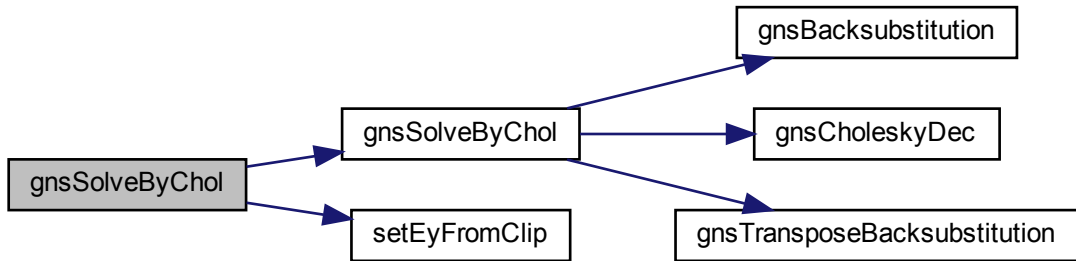 gnsBacksubstitution
gnsSolveByChol
gnsCholeskyDec
gnsSolveByChol
setEyFromClip
gnsTransposeBacksubstitution